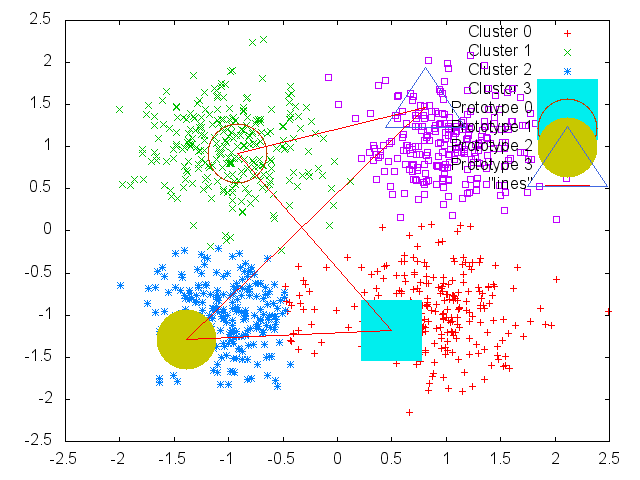 2.5
2
1.5
1
0.5
0
-0.5
-1
-1.5
-2
-2.5
-2.5
-2
-1.5
-1
-0.5
0
0.5
1
1.5
2
2.5
Cluster 0
Cluster 1
Cluster 2
Cluster 3
Prototype 0
Prototype 1
Prototype 2
Prototype 3
"lines"